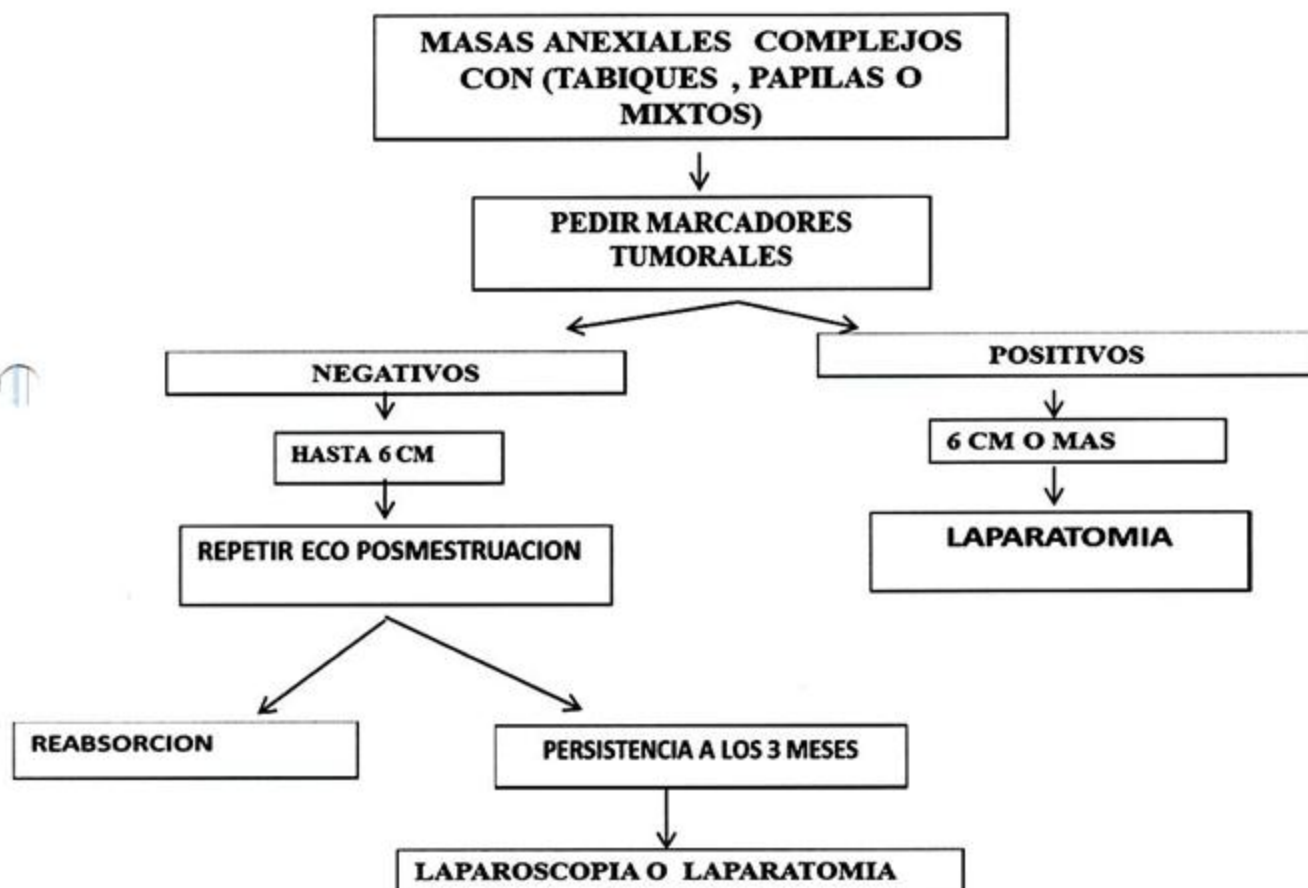 MASAS ANEXIALES COMPLEJOS
CON (TABIQUES , PAPILAS O
MIXTOS)
PEDIR MARCADORES
TUMORALES
NEGATIVOS
POSITIVOS
HASTA 6 CM
6 CM O MAS
REPETIR ECO POSMESTRUACION
LAPARATOMIA
REABSORCION
PERSISTENCIA A LOS 3 MESES
LAPAROSCOPIA O LAPARATOMIA